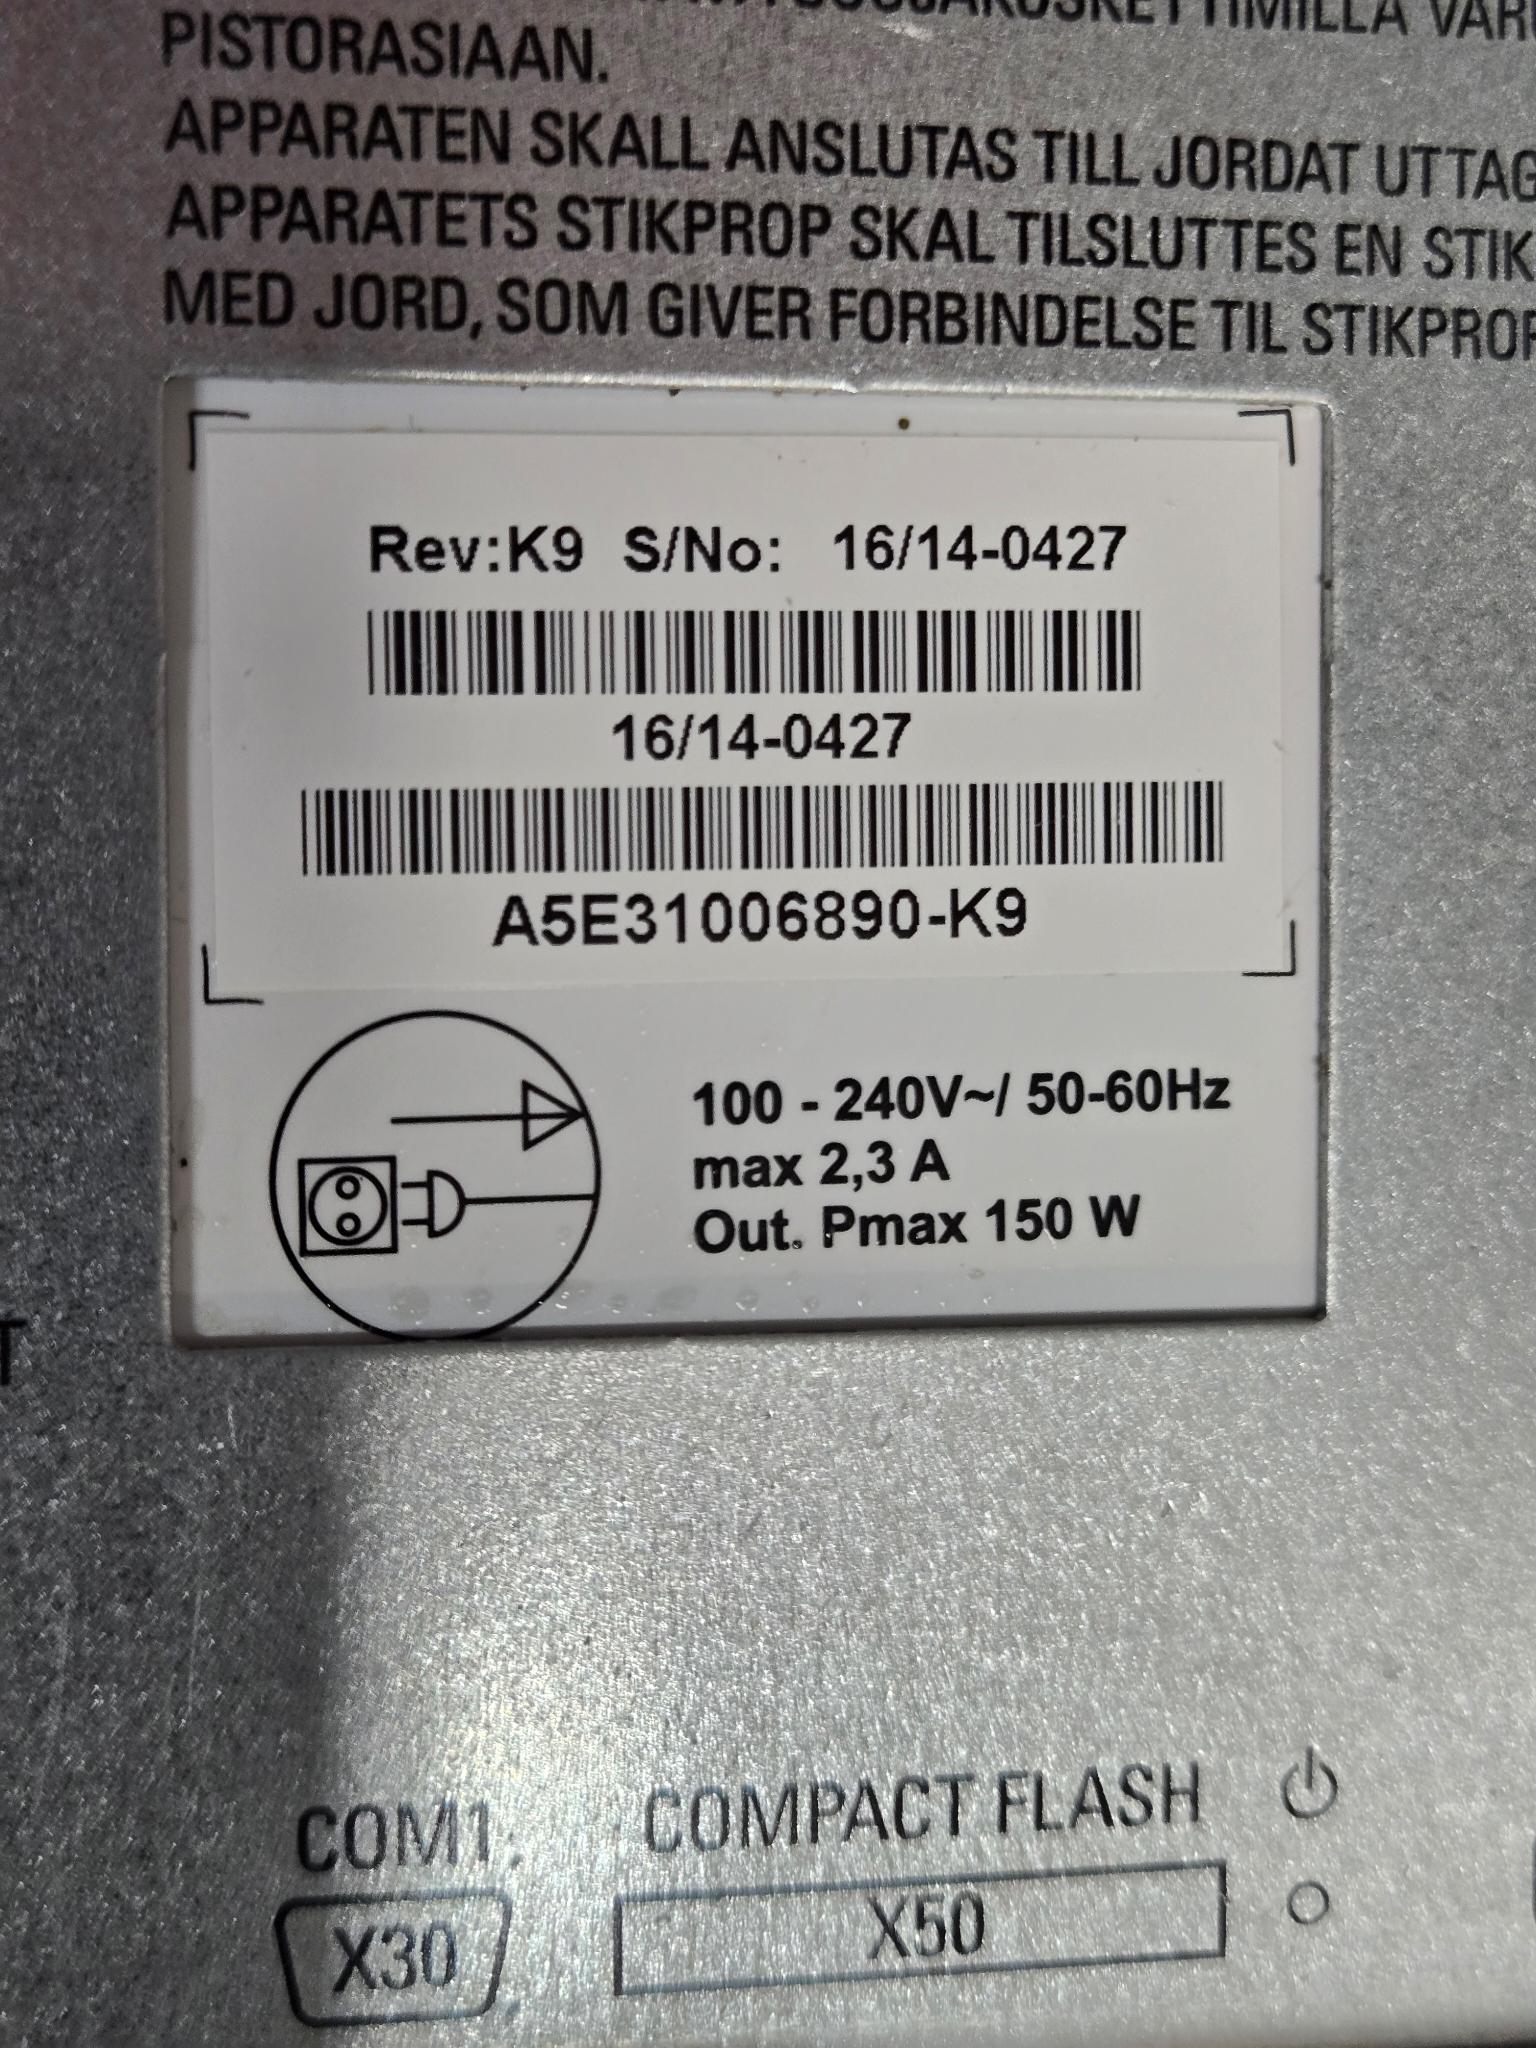 PISTORASIAAN.
APPARATEN SKALL ANSLUTAS TILL JORDAT UTTAG
APPARATETS STIKPROP SKAL TILSLUTTES EN STIK
MED JORD, SOM GIVER FORBINDELSE TIL STIKPROP
Rev:K9 S/No: 16/14-0427
16/14-0427
A5E31006890-K9
100 - 240V~/ 50-60Hz
max 2,3 A
Out. Pmax 150 W
T
COM1 COMPACT FLASH
X30 X50